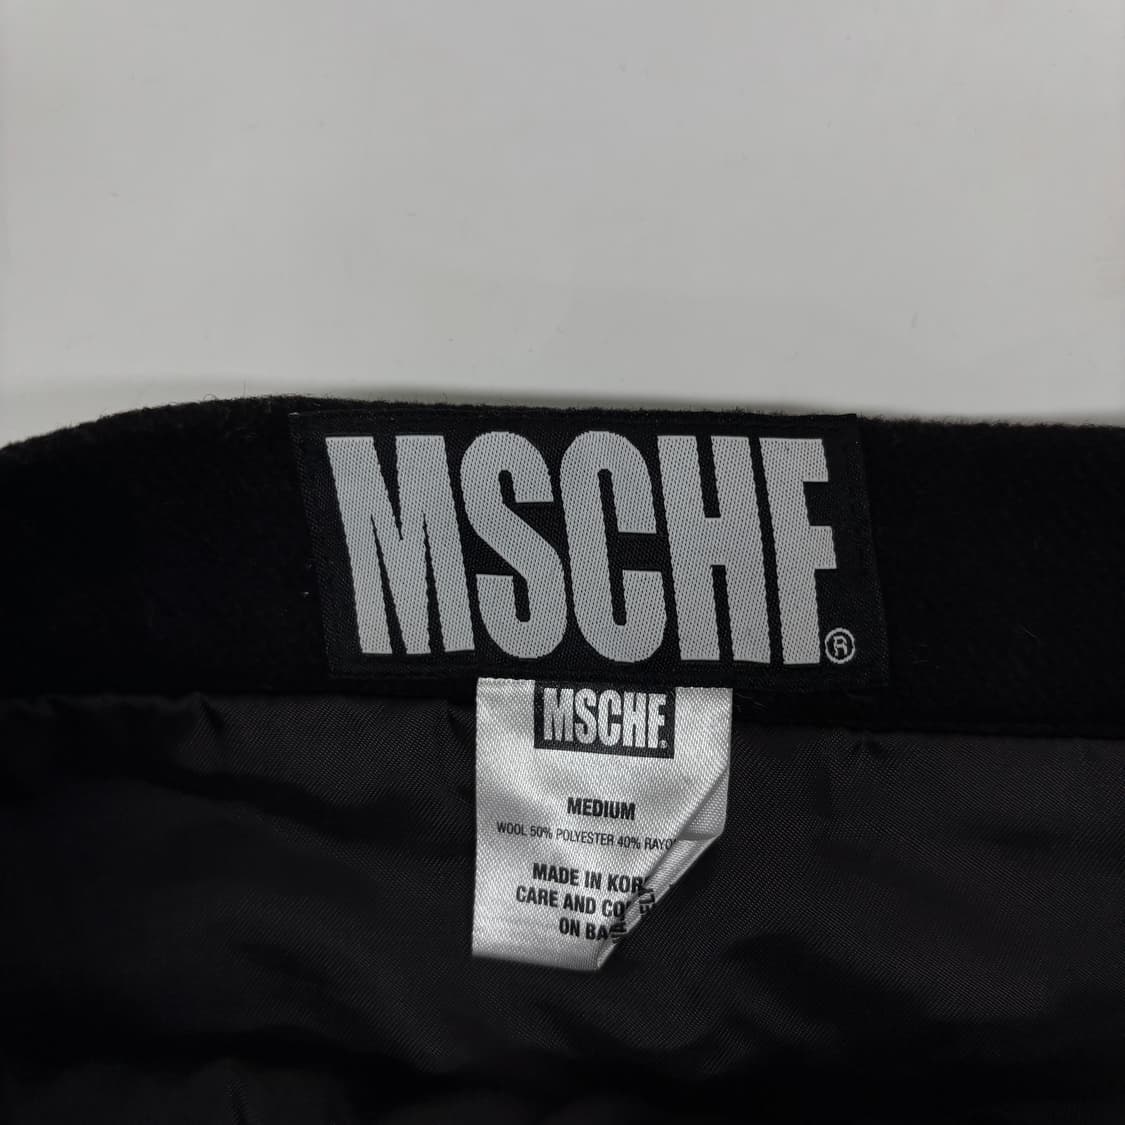 MSCHF®
MSCHF.
MEDIUM
WOOL 50% POLYESTER 40%
MADE IN
CARE AND
ON